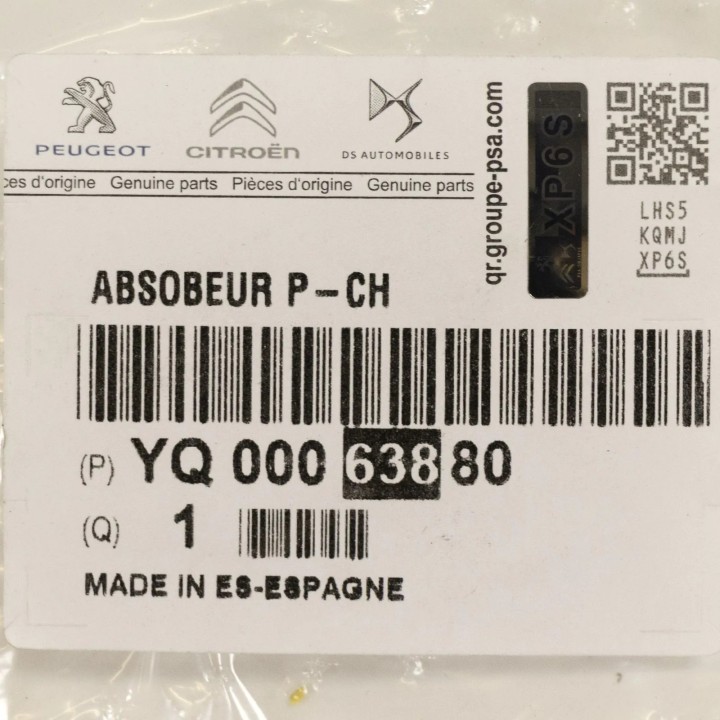 PEUGEOT
CITROËN
DS AUTOMOBILES
ces d'origine Genuine parts Pièces d'origine Genuine parts
qr.groupe-psa.com
XP6S
LHS5
KQMJ
XP6S
ABSOBEUR P-CH
(P) YQ 000 638 80
(Q) 1
MADE IN ES-ESPAGNE